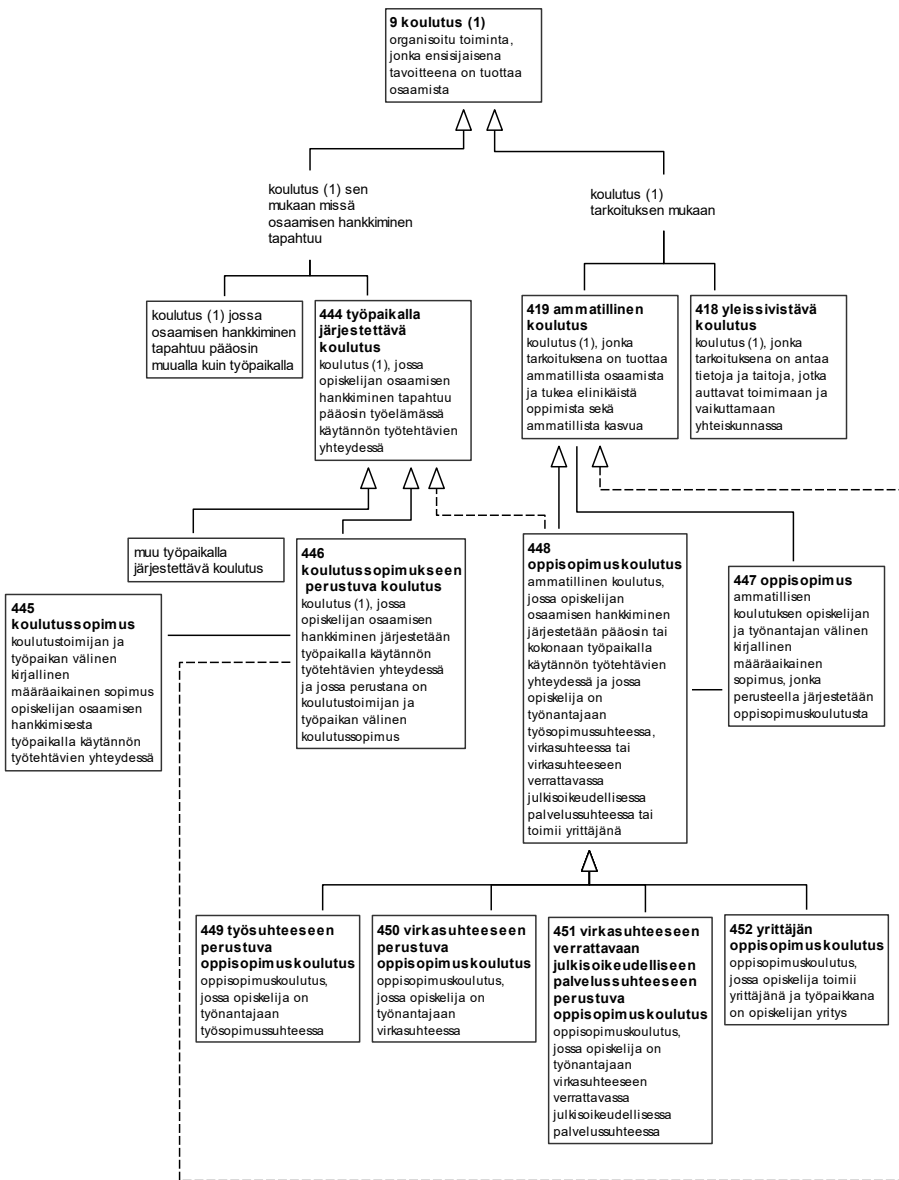 9 koulutus (1)
organisoitu toiminta,
jonka ensisijaisena
tavoitteena on tuottaa
osaamista
koulutus (1) sen
mukaan missä
osaamisen hankkiminen
tapahtuu
koulutus (1)
tarkoituksen mukaan
koulutus (1) jossa
osaamisen hankkiminen
tapahtuu pääosin
muualla kuin työpaikalla
444 työpaikalla
järjestettävä
koulutus
koulutus (1), jossa
opiskelijan osaamisen
hankkiminen tapahtuu
pääosin työelämässä
käytännön työtehtävien
yhteydessä
419 ammatillinen
koulutus
koulutus (1), jonka
tarkoituksena on tuottaa
ammatillista osaamista
ja tukea elinikäistä
oppimista sekä
ammatillista kasvua
418 yleissivistävä
koulutus
koulutus (1), jonka
tarkoituksena on antaa
tietoja ja taitoja, jotka
auttavat toimimaan ja
vaikuttamaan
yhteiskunnassa
muu työpaikalla
järjestettävä koulutus
446
koulutussopimukseen
perustuva koulutus
koulutus (1), jossa
opiskelijan osaamisen
hankkiminen järjestetään
työpaikalla käytännön
työtehtävien yhteydessä
ja jossa perustana on
koulutustoimijan ja
työpaikan välinen
koulutussopimus
448
oppisopimuskoulutus
ammatillinen koulutus,
jossa opiskelijan
osaamisen hankkiminen
järjestetään pääosin tai
kokonaan työpaikalla
käytännön työtehtävien
yhteydessä ja jossa
opiskelija on
työnantajaan
työsopimussuhteessa,
virkasuhteessa tai
virkasuhteeseen
verrattavassa
julkisoikeudellisessa
palvelussuhteessa tai
toimii yrittäjänä
447 oppisopimus
ammatillisen
koulutuksen opiskelijan
ja työnantajan välinen
kirjallinen
määräaikainen
sopimus, jonka
perusteella järjestetään
oppisopimuskoulutusta
445
koulutussopimus
koulutustoimijan ja
työpaikan välinen
kirjallinen
määräaikainen sopimus
opiskelijan osaamisen
hankkimisesta
työpaikalla käytännön
työtehtävien yhteydessä
449 työsuhteeseen
perustuva
oppisopimuskoulutus
oppisopimuskoulutus,
jossa opiskelija on
työnantajaan
työsopimussuhteessa
450 virkasuhteeseen
perustuva
oppisopimuskoulutus
oppisopimuskoulutus,
jossa opiskelija on
työnantajaan
virkasuhteessa
451 virkasuhteeseen
verrattavaan
julkisoikeudelliseen
palvelussuhteeseen
perustuva
oppisopimuskoulutus
oppisopimuskoulutus,
jossa opiskelija on
työnantajaan
virkasuhteeseen
verrattavassa
julkisoikeudellisessa
palvelussuhteessa
452 yrittäjän
oppisopimuskoulutus
oppisopimuskoulutus,
jossa opiskelija toimii
yrittäjänä ja työpaikkana
on opiskelijan yritys